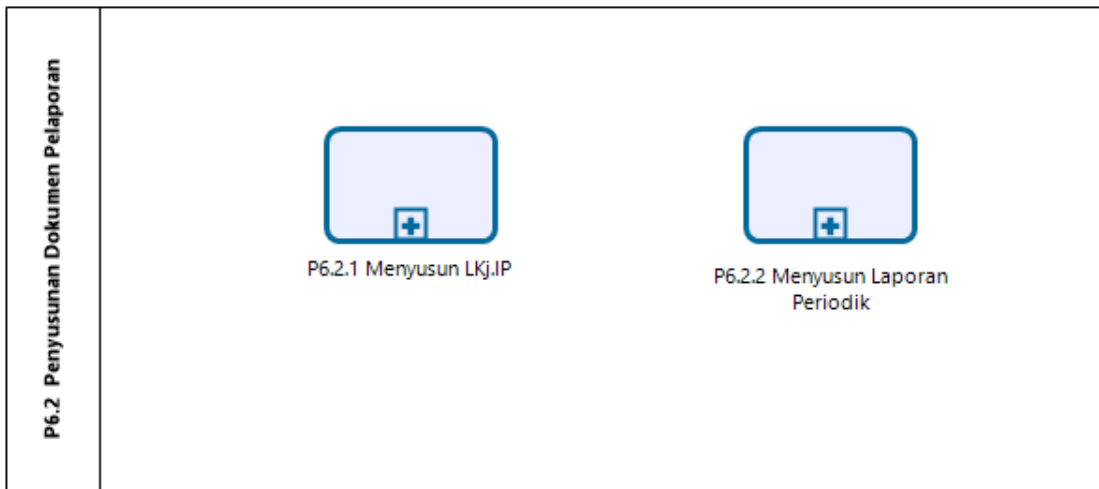 P6.2 Penyusunan Dokumen Pelaporan
P6.2.1 Menyusun LKj.IP
P6.2.2 Menyusun Laporan
Periodik